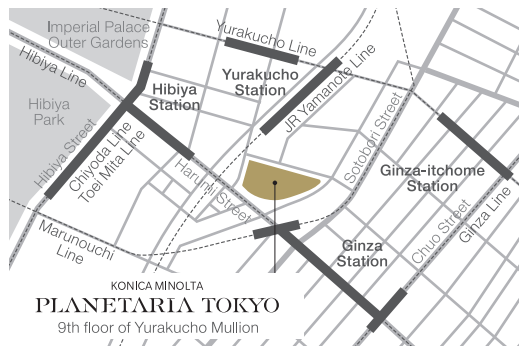 Imperial Palace
Outer Gardens
Yurakucho Line
Hibiya Line
Yurakucho
Station
JR Yamanote Line
Hibiya
Station
Hibiya
Park
Hibiya Street
Chiyoda Line
Toei Mita Line
Harumi Street
Sotobori Street
Ginza-itchome
Station
Marunouchi
Line
Ginza
Station
Chuo Street
Ginza Line
KONICA MINOLTA
PLANETARIA TOKYO
9th floor of Yurakucho Mullion